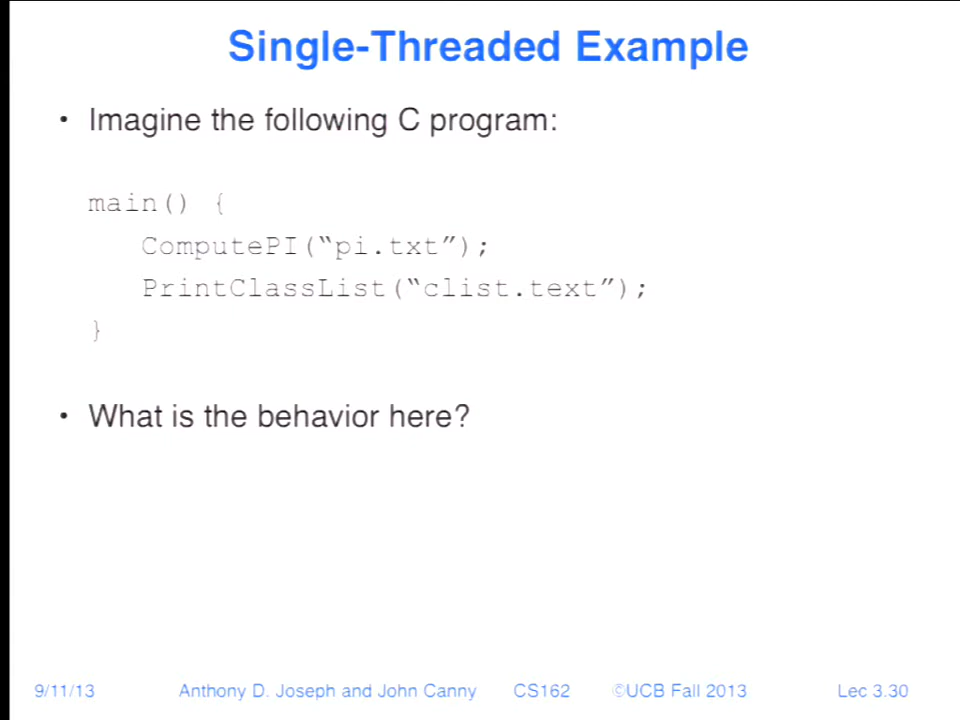 Single-Threaded Example
• Imagine the following C program:
main() {
ComputePI(“pi.txt”);
PrintClassList(“clist.text”);
}
• What is the behavior here?
9/11/13 Anthony D. Joseph and John Canny CS162 ©UCB Fall 2013 Lec 3.30